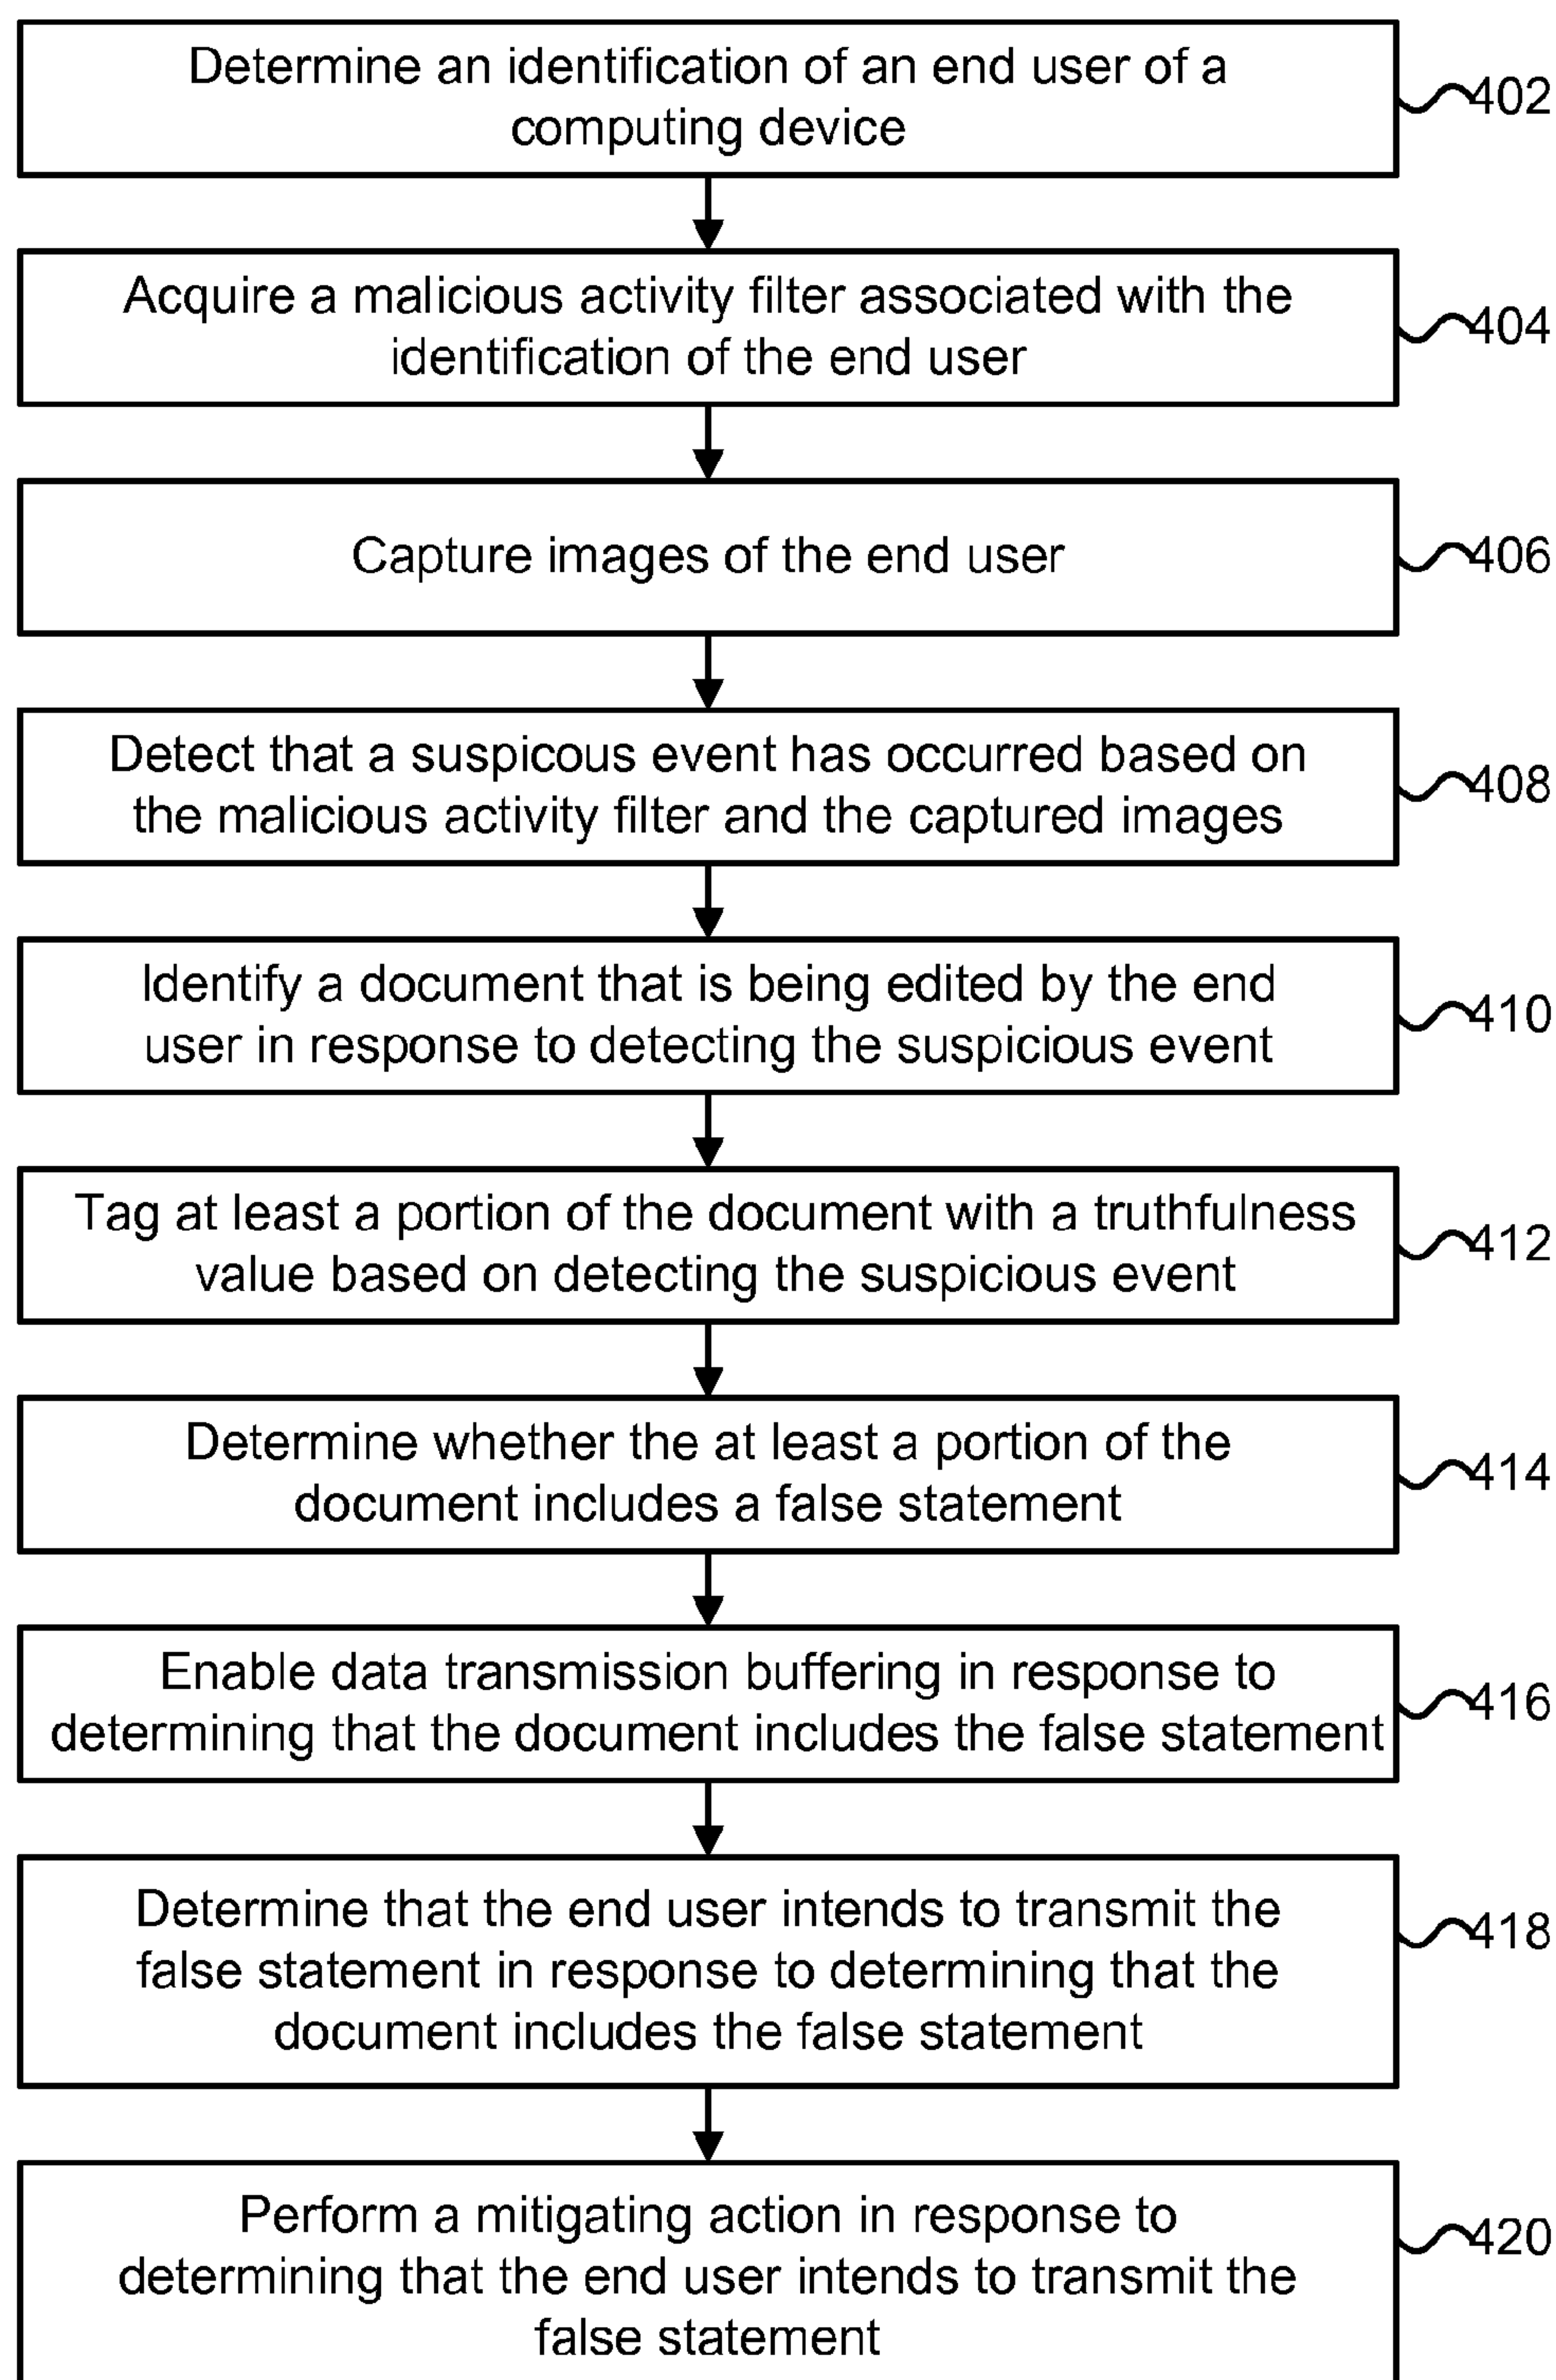 Determine an identification of an end user of a
computing device
402
Acquire a malicious activity filter associated with the
identification of the end user
404
Capture images of the end user
406
Detect that a suspicous event has occurred based on
the malicious activity filter and the captured images
408
Identify a document that is being edited by the end
user in response to detecting the suspicious event
410
Tag at least a portion of the document with a truthfulness
value based on detecting the suspicious event
412
Determine whether the at least a portion of the
document includes a false statement
414
Enable data transmission buffering in response to
determining that the document includes the false statement
416
Determine that the end user intends to transmit the
false statement in response to determining that the
document includes the false statement
418
Perform a mitigating action in response to
determining that the end user intends to transmit the
false statement
420